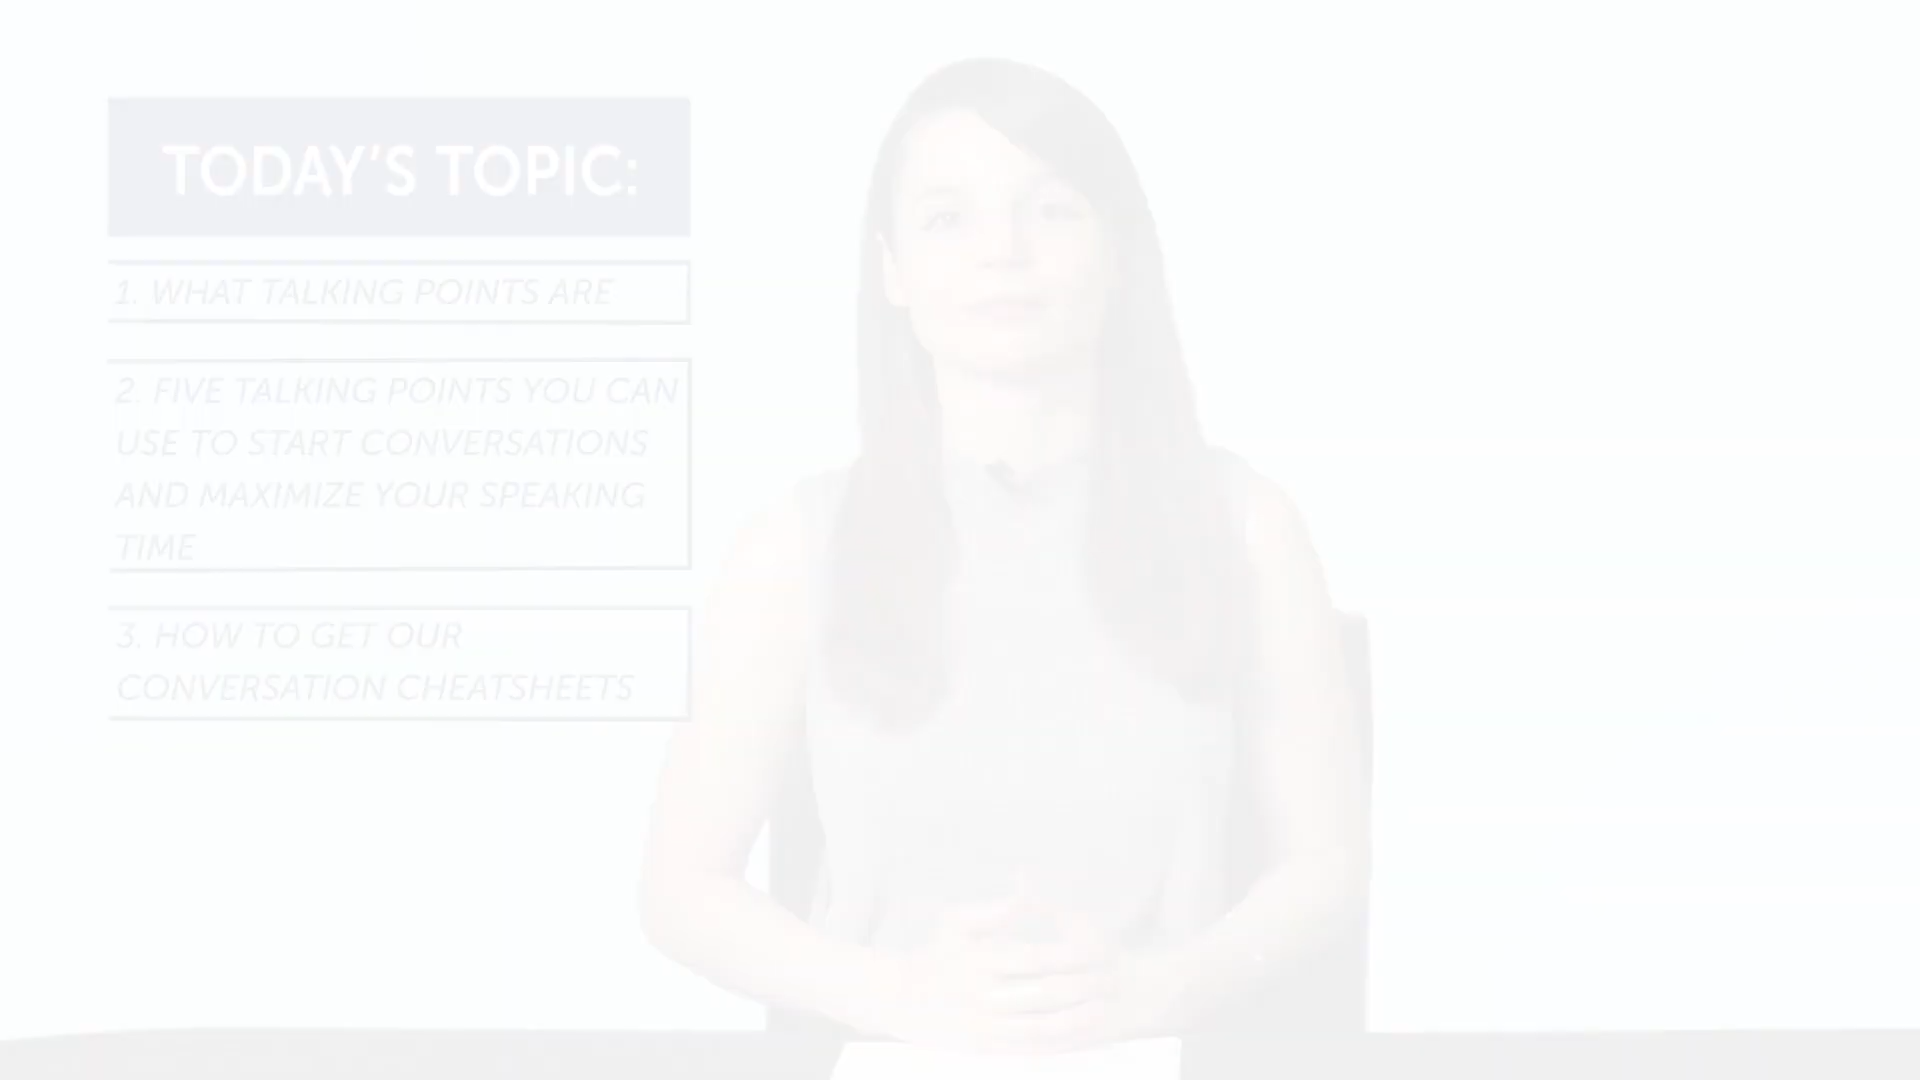 TODAY'S TOPIC:
1. WHAT TALKING POINTS ARE
2. FIVE TALKING POINTS YOU CAN
USE TO START CONVERSATIONS
AND MAXIMIZE YOUR SPEAKING
TIME
3. HOW TO GET OUR
CONVERSATION CHEATSHEETS